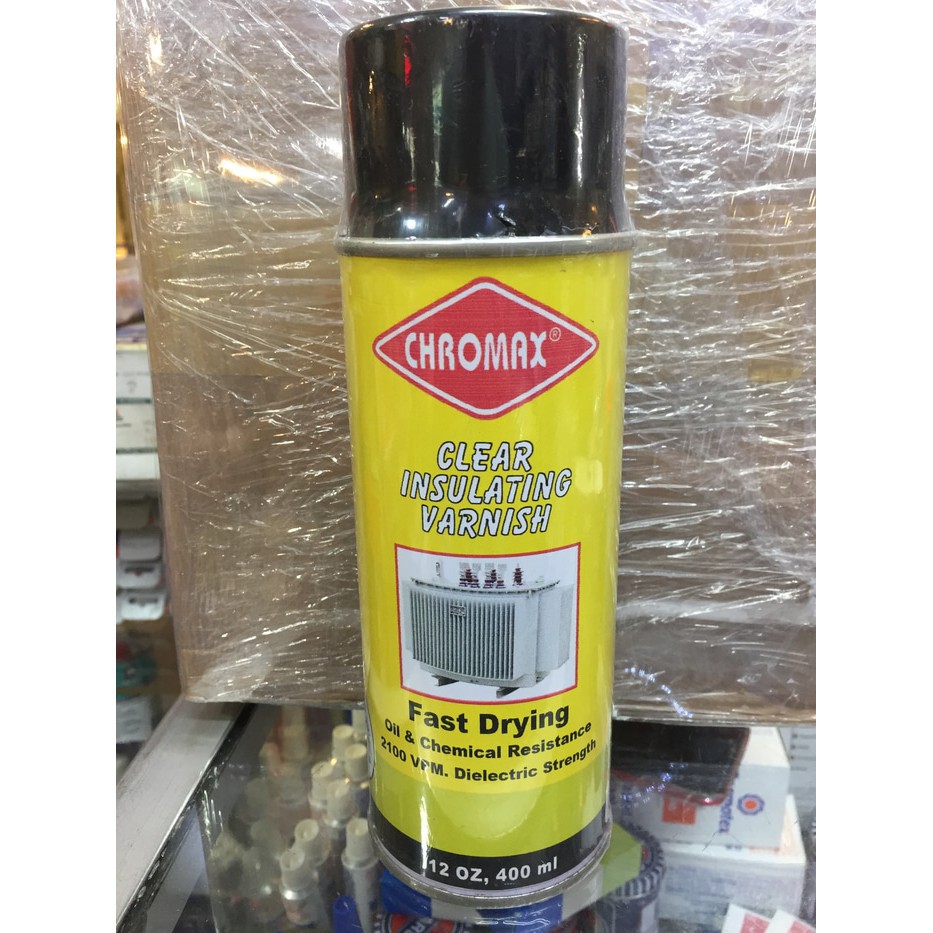 CHROMAX®
CLEAR
INSULATING
VARNISH
Fast Drying
Oil & Chemical Resistance
2100 VPM. Dielectric Strength
12 OZ, 400 ml